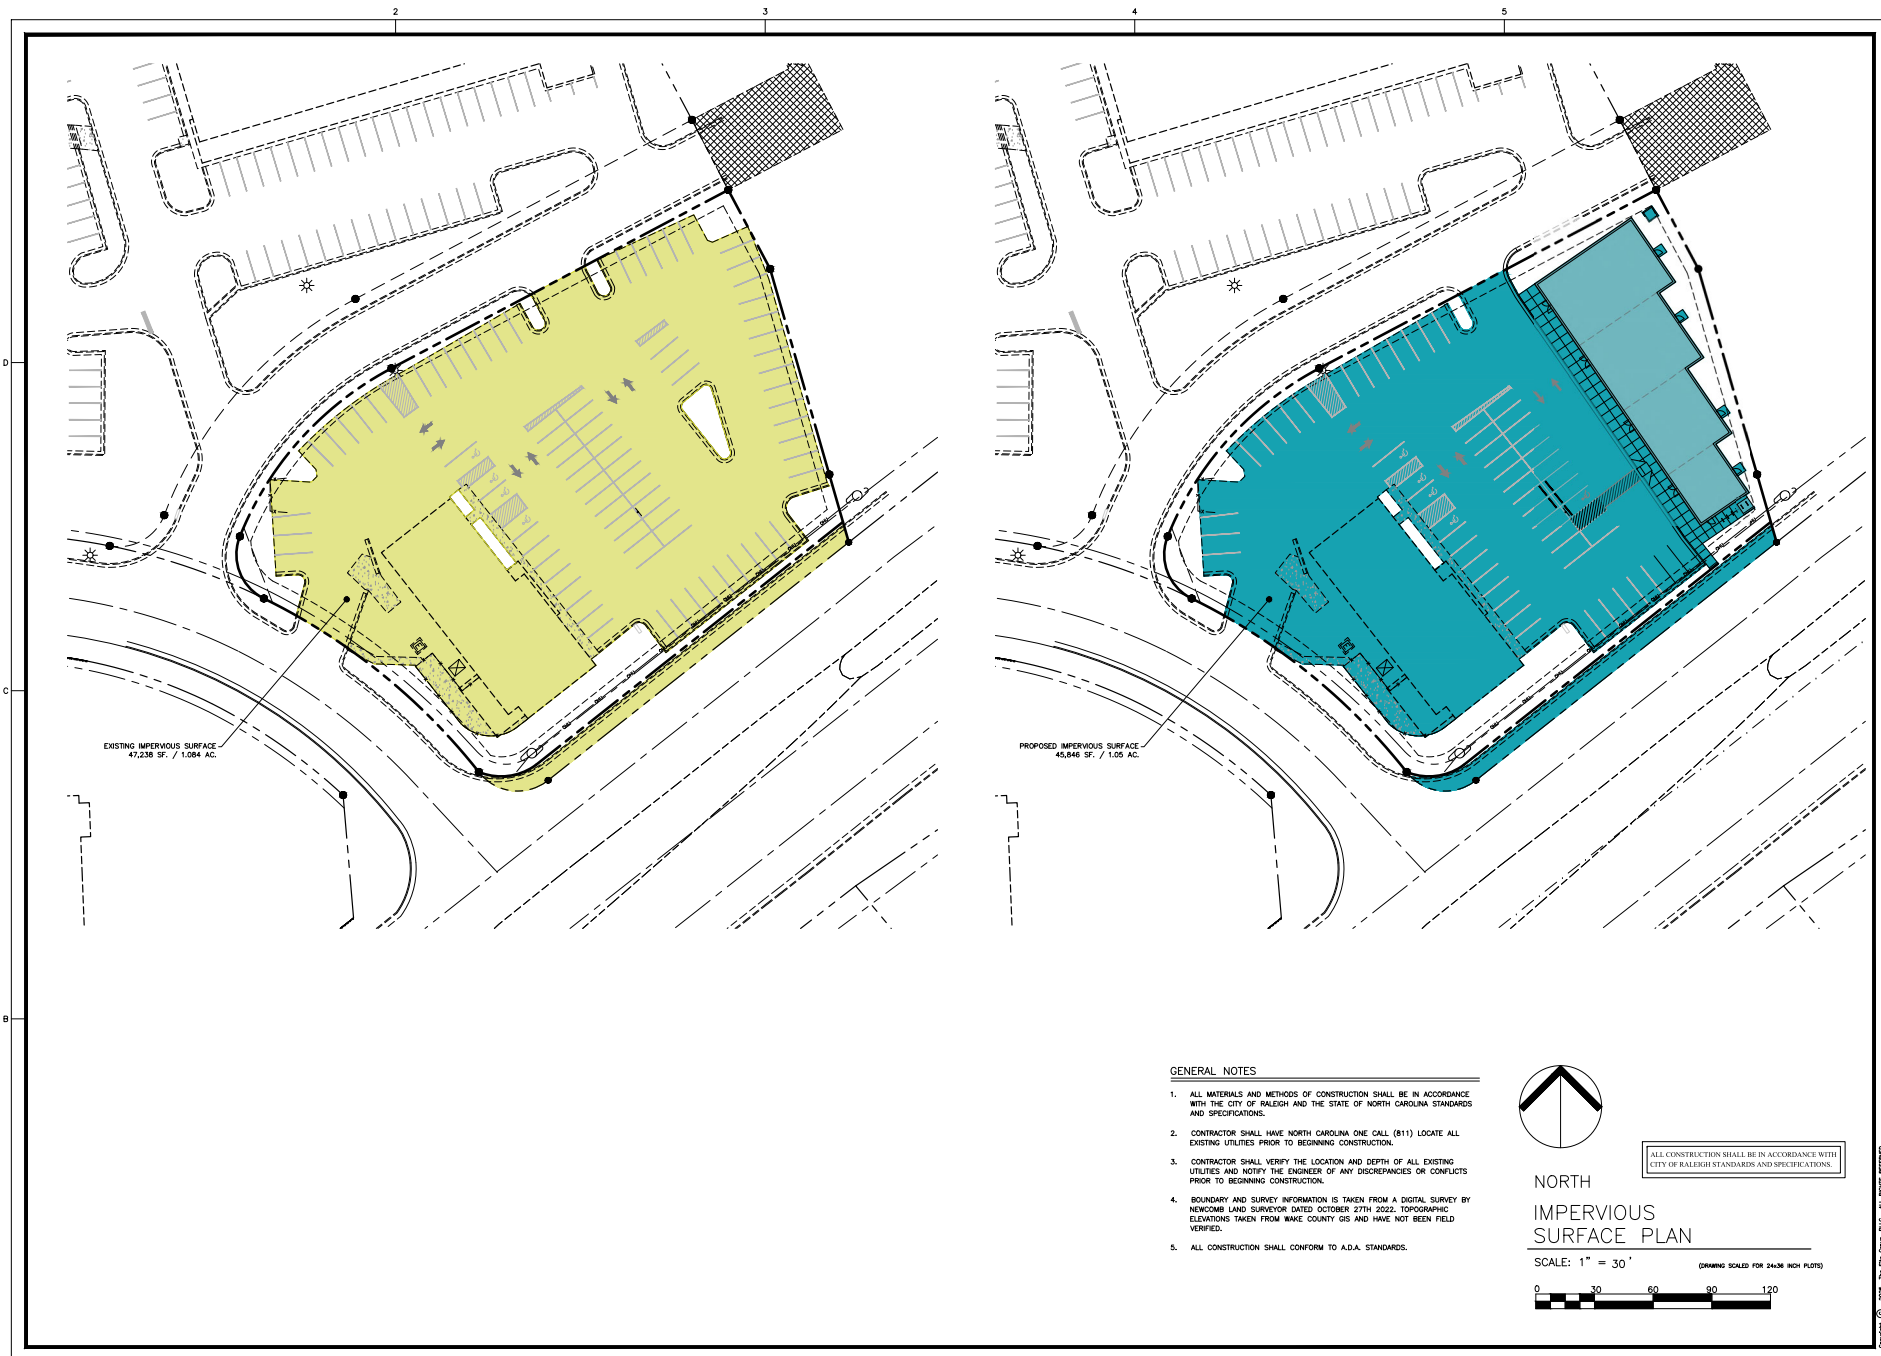 2 3 4 5
D
C
B
EXISTING IMPERVIOUS SURFACE
47,238 SF. / 1.084 AC.
PROPOSED IMPERVIOUS SURFACE
45,846 SF. / 1.05 AC.
GENERAL NOTES
1. ALL MATERIALS AND METHODS OF CONSTRUCTION SHALL BE IN ACCORDANCE
WITH THE CITY OF RALEIGH AND THE STATE OF NORTH CAROLINA STANDARDS
AND SPECIFICATIONS.
2. CONTRACTOR SHALL HAVE NORTH CAROLINA ONE CALL (811) LOCATE ALL
EXISTING UTILITIES PRIOR TO BEGINNING CONSTRUCTION.
3. CONTRACTOR SHALL VERIFY THE LOCATION AND DEPTH OF ALL EXISTING
UTILITIES AND NOTIFY THE ENGINEER OF ANY DISCREPANCIES OR CONFLICTS
PRIOR TO BEGINNING CONSTRUCTION.
4. BOUNDARY AND SURVEY INFORMATION IS TAKEN FROM A DIGITAL SURVEY BY
NEWCOMB LAND SURVEYOR DATED OCTOBER 27TH 2022. TOPOGRAPHIC
ELEVATIONS TAKEN FROM WAKE COUNTY GIS AND HAVE NOT BEEN FIELD
VERIFIED.
5. ALL CONSTRUCTION SHALL CONFORM TO A.D.A. STANDARDS.
ALL CONSTRUCTION SHALL BE IN ACCORDANCE WITH
CITY OF RALEIGH STANDARDS AND SPECIFICATIONS.
NORTH
IMPERVIOUS
SURFACE PLAN
SCALE: 1" = 30'
(DRAWING SCALED FOR 24x36 INCH PLOTS)
0 30 60 90 120